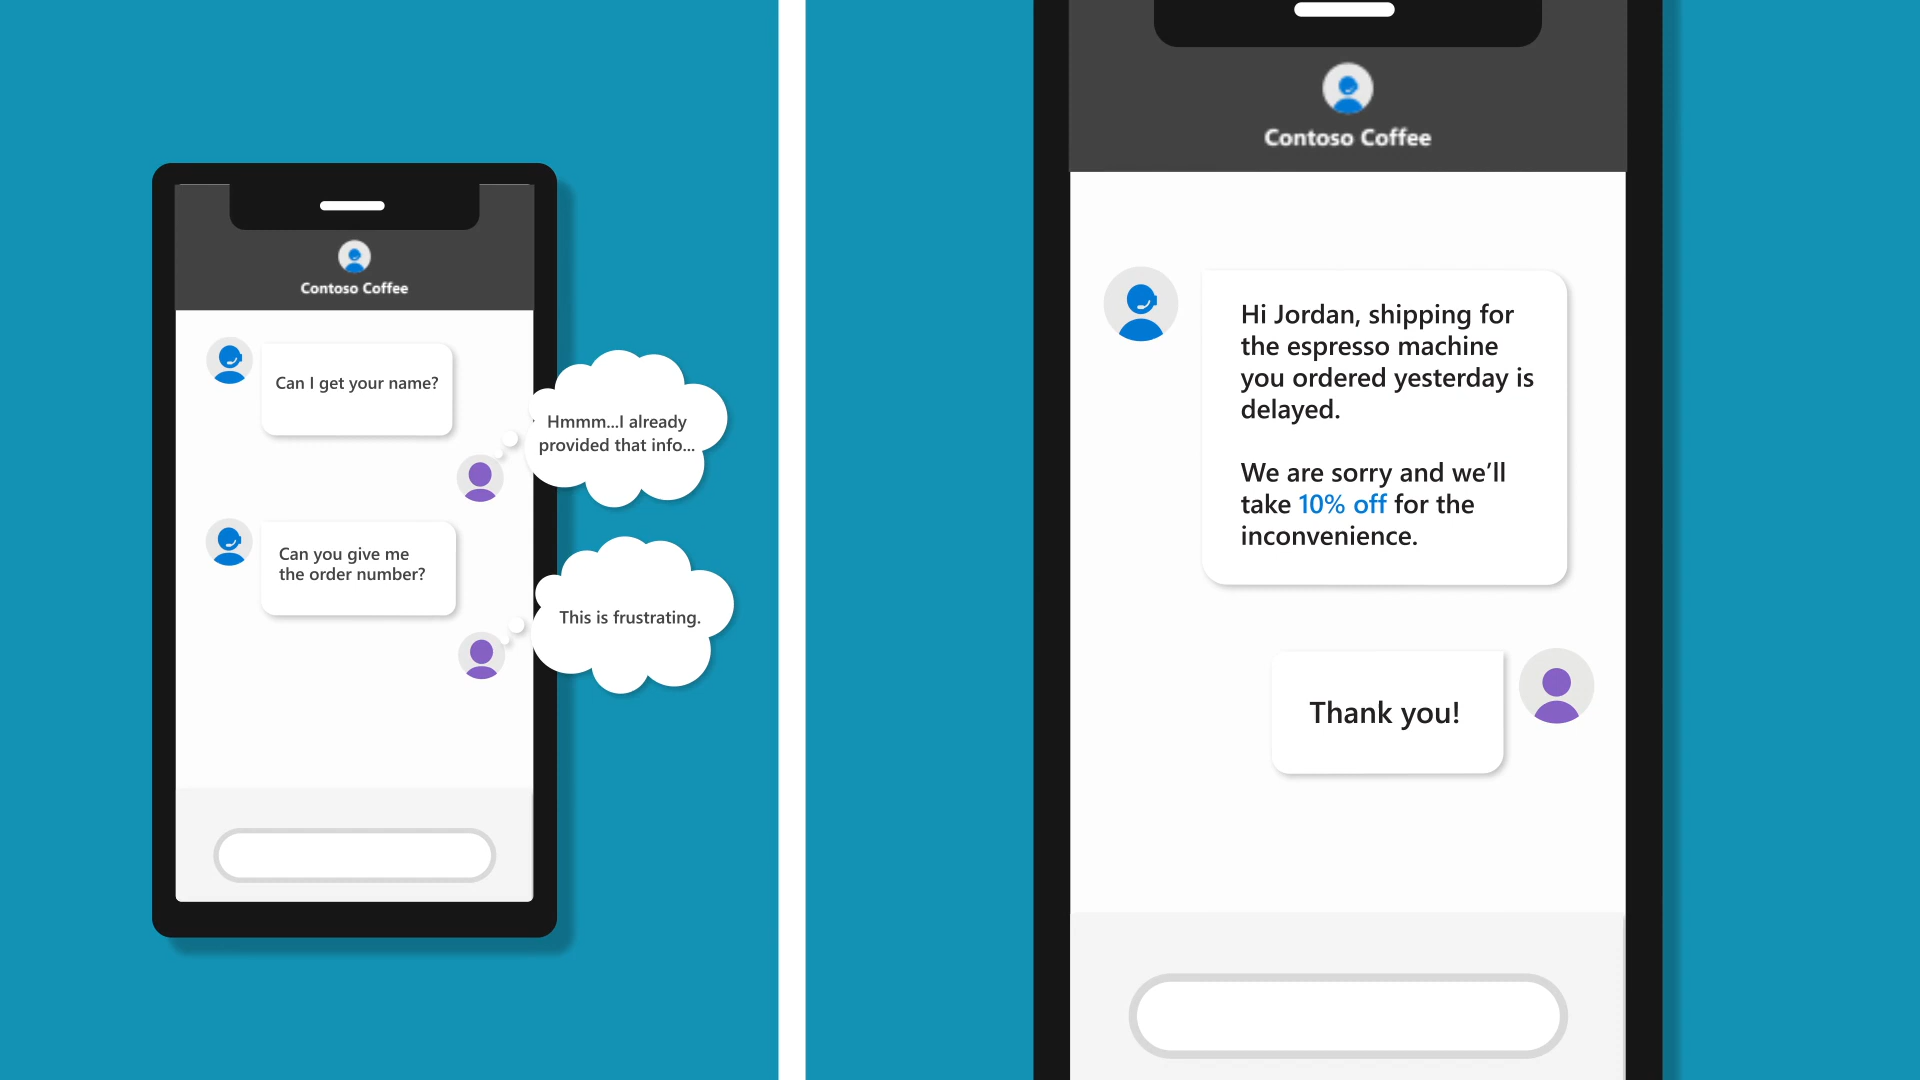 Contoso Coffee
Can I get your name?
Hmmm...I already
provided that info...
Can you give me
the order number?
This is frustrating.
Contoso Coffee
Hi Jordan, shipping for
the espresso machine
you ordered yesterday is
delayed.
We are sorry and we’ll
take 10% off for the
inconvenience.
Thank you!